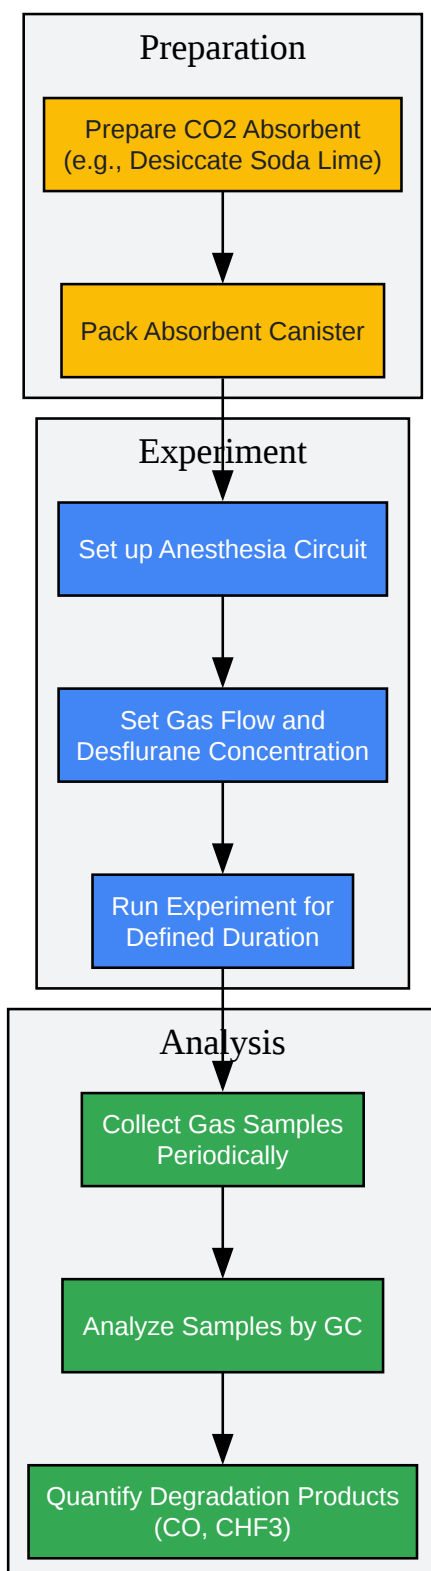 Preparation
Prepare CO2 Absorbent
(e.g., Desiccate Soda Lime)
Pack Absorbent Canister
Experiment
Set up Anesthesia Circuit
Set Gas Flow and
Desflurane Concentration
Run Experiment for
Defined Duration
Analysis
Collect Gas Samples
Periodically
Analyze Samples by GC
Quantify Degradation Products
(CO, CHF3)